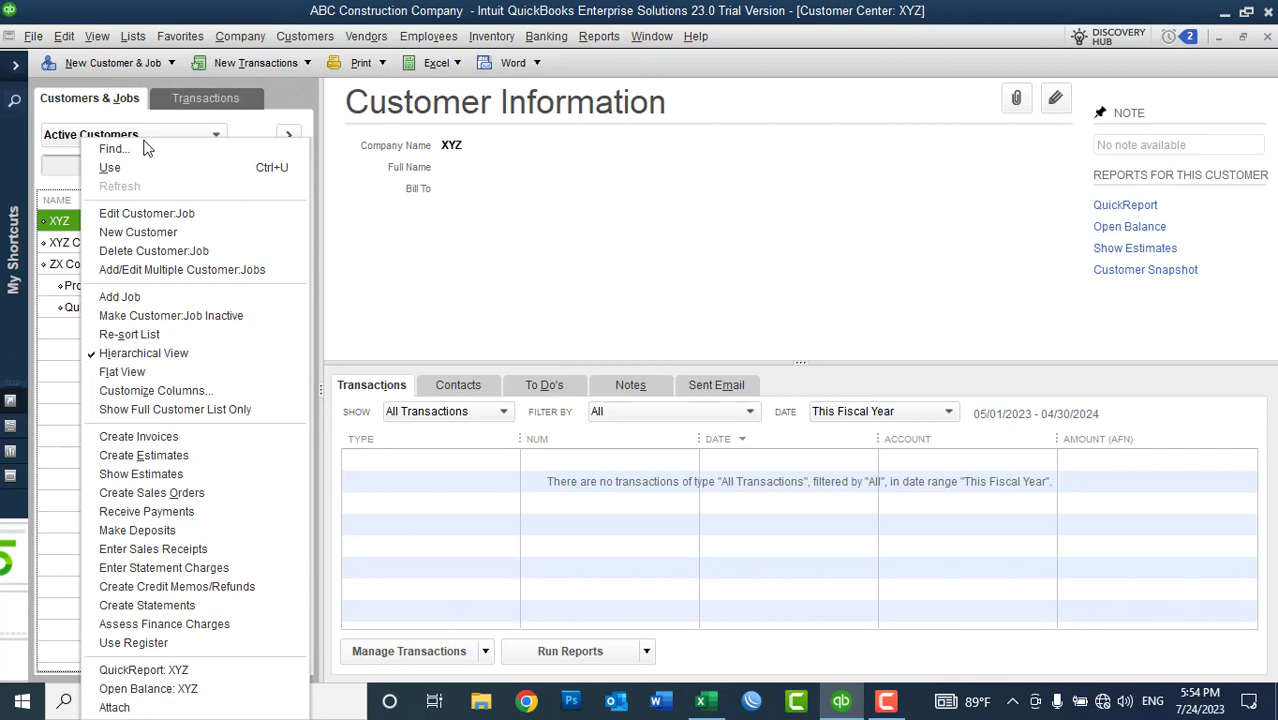 qb ABC Construction Company - Intuit QuickBooks Enterprise Solutions 23.0 Trial Version - [Customer Center: XYZ]
File Edit View Lists Favorites Company Customers Vendors Employees Inventory Banking Reports Window Help DISCOVERY HUB 2
New Customer & Job New Transactions Print Excel Word
Customers & Jobs Transactions
Active Customers
Find...
Use Ctrl+U
Refresh
NAME
XYZ
XYZ C
ZX Co
Pro
Qu
Edit Customer:Job
New Customer
Delete Customer:Job
Add/Edit Multiple Customer:Jobs
Add Job
Make Customer:Job Inactive
Re-sort List
Hierarchical View
Flat View
Customize Columns...
Show Full Customer List Only
Create Invoices
Create Estimates
Show Estimates
Create Sales Orders
Receive Payments
Make Deposits
Enter Sales Receipts
Enter Statement Charges
Create Credit Memos/Refunds
Create Statements
Assess Finance Charges
Use Register
QuickReport: XYZ
Open Balance: XYZ
Attach
My Shortcuts
Customer Information
Company Name XYZ
Full Name
Bill To
NOTE
No note available
REPORTS FOR THIS CUSTOMER
QuickReport
Open Balance
Show Estimates
Customer Snapshot
Transactions Contacts To Do's Notes Sent Email
SHOW All Transactions FILTER BY All DATE This Fiscal Year 05/01/2023 - 04/30/2024
TYPE NUM DATE ACCOUNT AMOUNT (AFN)
There are no transactions of type "All Transactions", filtered by "All", in date range "This Fiscal Year".
Manage Transactions Run Reports
5
Ps W X C qb C 89°F ENG 5:54 PM
7/24/2023